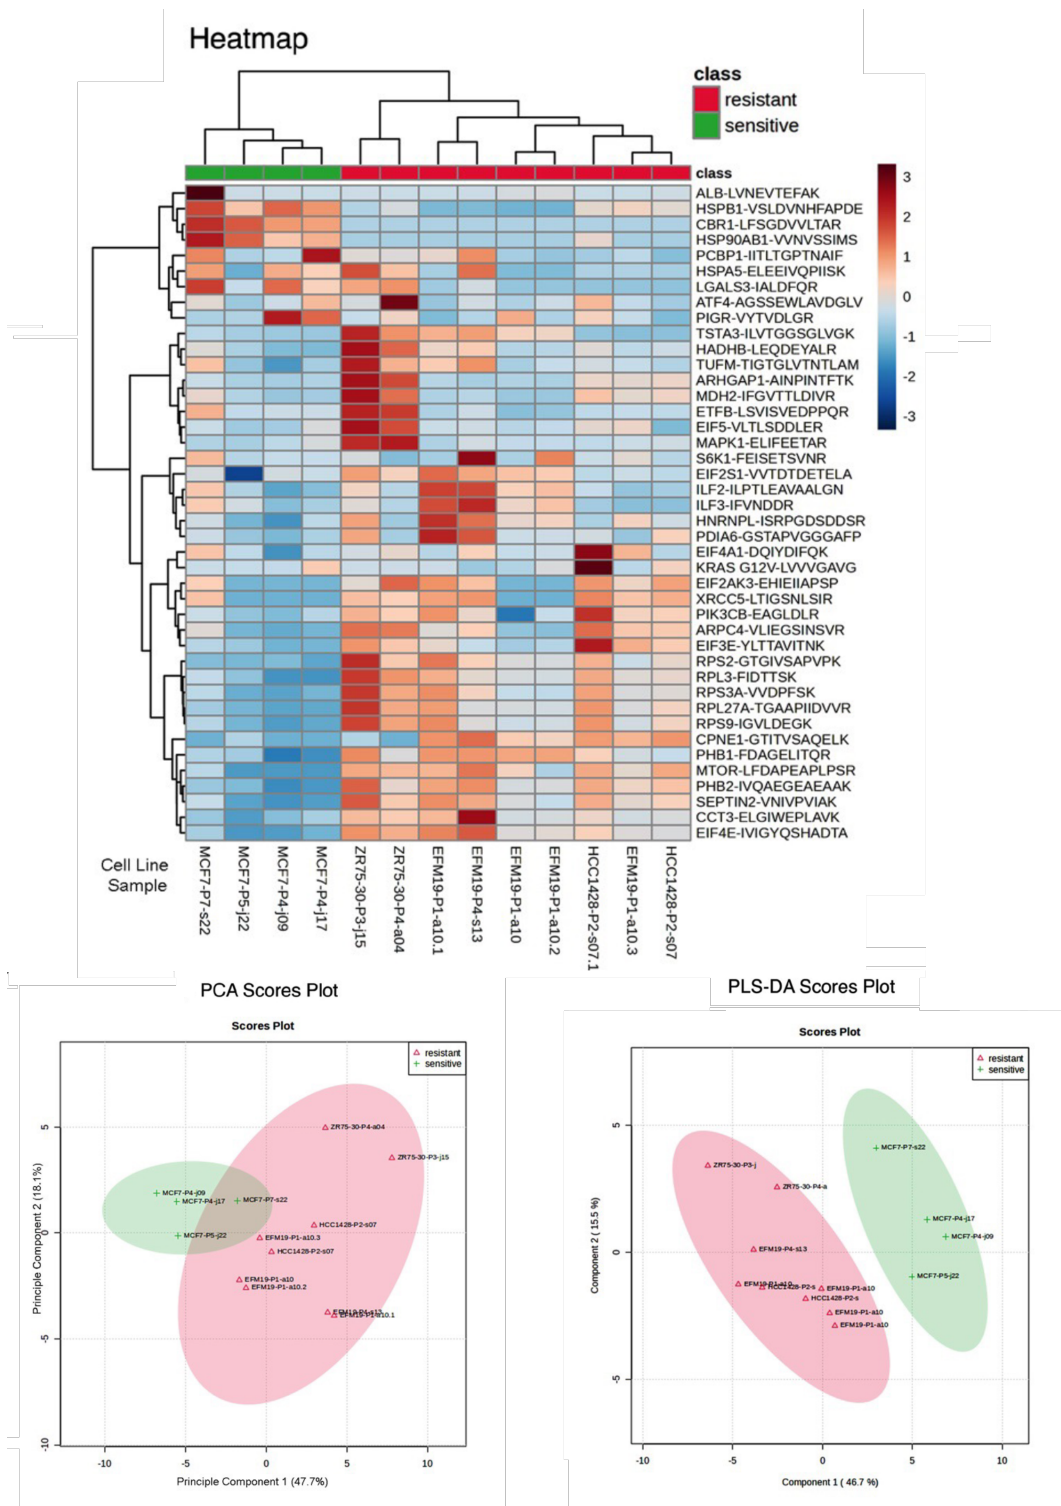 Heatmap
class
resistant
sensitive
class
3
2
1
0
-1
-2
-3
ALB-LVNEVTEFAK
HSPB1-VSLDVNHFAPDE
CBR1-LFSGDVVLTAR
HSP90AB1-VVNVSSIMS
PCBP1-IITLTGPTNAIF
HSPA5-ELEEIVQPIISK
LGALS3-IALDFQR
ATF4-AGSSEWLAVDGLV
PIGR-VYTVDLGR
TSTA3-ILVTGGSGLVGK
HADHB-LEQDEYALR
TUFM-TIGTGLVTNTLAM
ARHGAP1-AINPINTFTK
MDH2-IFGVTTLDIVR
ETFB-LSVISVEDPPQR
EIF5-VLTLSDDLER
MAPK1-ELIFEETAR
S6K1-FEISETSVNR
EIF2S1-VVTDTDETELA
ILF2-ILPTLEAVAALGN
ILF3-IFVNDDR
HNRNPL-ISRPGDSDDSR
PDIA6-GSTAPVGGGAFP
EIF4A1-DQIYDIFQK
KRAS G12V-LVVVGAVG
EIF2AK3-EHIEIIAPSP
XRCC5-LTIGSNLSIR
PIK3CB-EAGLDLR
ARPC4-VLIEGSINSVR
EIF3E-YLTTAVITNK
RPS2-GTGIVSAPVPK
RPL3-FIDTTSK
RPS3A-VVDPFSK
RPL27A-TGAAPIIDVVR
RPS9-IGVLDEGK
CPNE1-GTITVSAQELK
PHB1-FDAGELITQR
MTOR-LFDAPEAPLPSR
PHB2-IVQAEGEAEAAK
SEPTIN2-VNIVPVIAK
CCT3-ELGIWEPLAVK
EIF4E-IVIGYQSHADTA
Cell Line
Sample
MCF7-P7-s22
MCF7-P5-j22
MCF7-P4-j09
MCF7-P4-j17
ZR75-30-P3-j15
ZR75-30-P4-a04
EFM19-P1-a10.1
EFM19-P4-s13
EFM19-P1-a10
EFM19-P1-a10.2
HCC1428-P2-s07.1
EFM19-P1-a10.3
HCC1428-P2-s07
PCA Scores Plot
Scores Plot
resistant
sensitive
ZR75-30-P4-a04
ZR75-30-P3-j15
MCF7-P4-j09
MCF7-P4-j17
MCF7-P7-s22
MCF7-P5-j22
HCC1428-P2-s07
EFM19-P1-a10.3
HCC1428-P2-s07
EFM19-P1-a10
EFM19-P1-a10.2
EFM19-P4-s13
EFM19-P1-a10.1
5
0
-5
-10
Principle Component 2 (18.1%)
-10
-5
0
5
10
Principle Component 1 (47.7%)
PLS-DA Scores Plot
Scores Plot
resistant
sensitive
MCF7-P7-s22
ZR75-30-P3-j
ZR75-30-P4-a
MCF7-P4-j17
MCF7-P4-j09
EFM19-P4-s13
MCF7-P5-j22
EFM19-P1-a10
HCC1428-P2-s
EFM19-P1-a10
HCC1428-P2-s
EFM19-P1-a10
EFM19-P1-a10
5
0
-5
Component 2 ( 15.5 %)
-10
-5
0
5
10
Component 1 ( 46.7 %)